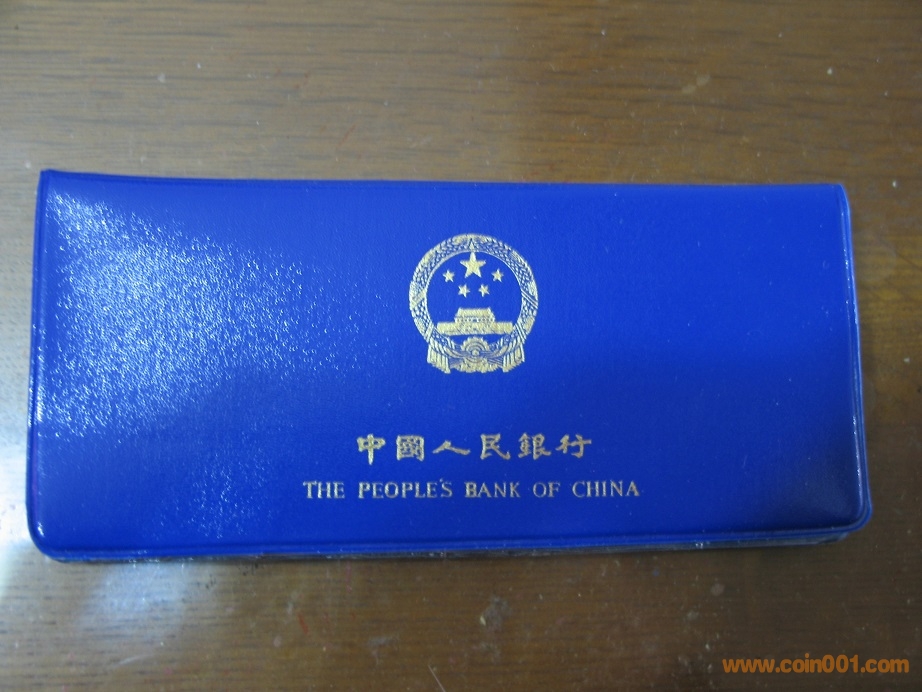 中國人民銀行
THE PEOPLE'S BANK OF CHINA
www.coin001.com